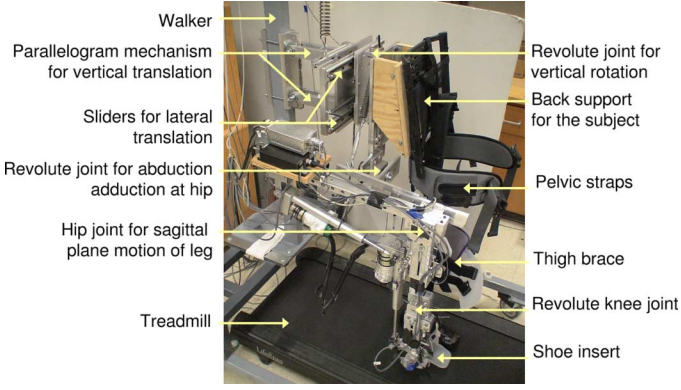 Walker
Parallelogram mechanism
for vertical translation
Sliders for lateral
translation
Revolute joint for abduction
adduction at hip
Hip joint for sagittal
plane motion of leg
Treadmill
Revolute joint for
vertical rotation
Back support
for the subject
Pelvic straps
Thigh brace
Revolute knee joint
Shoe insert